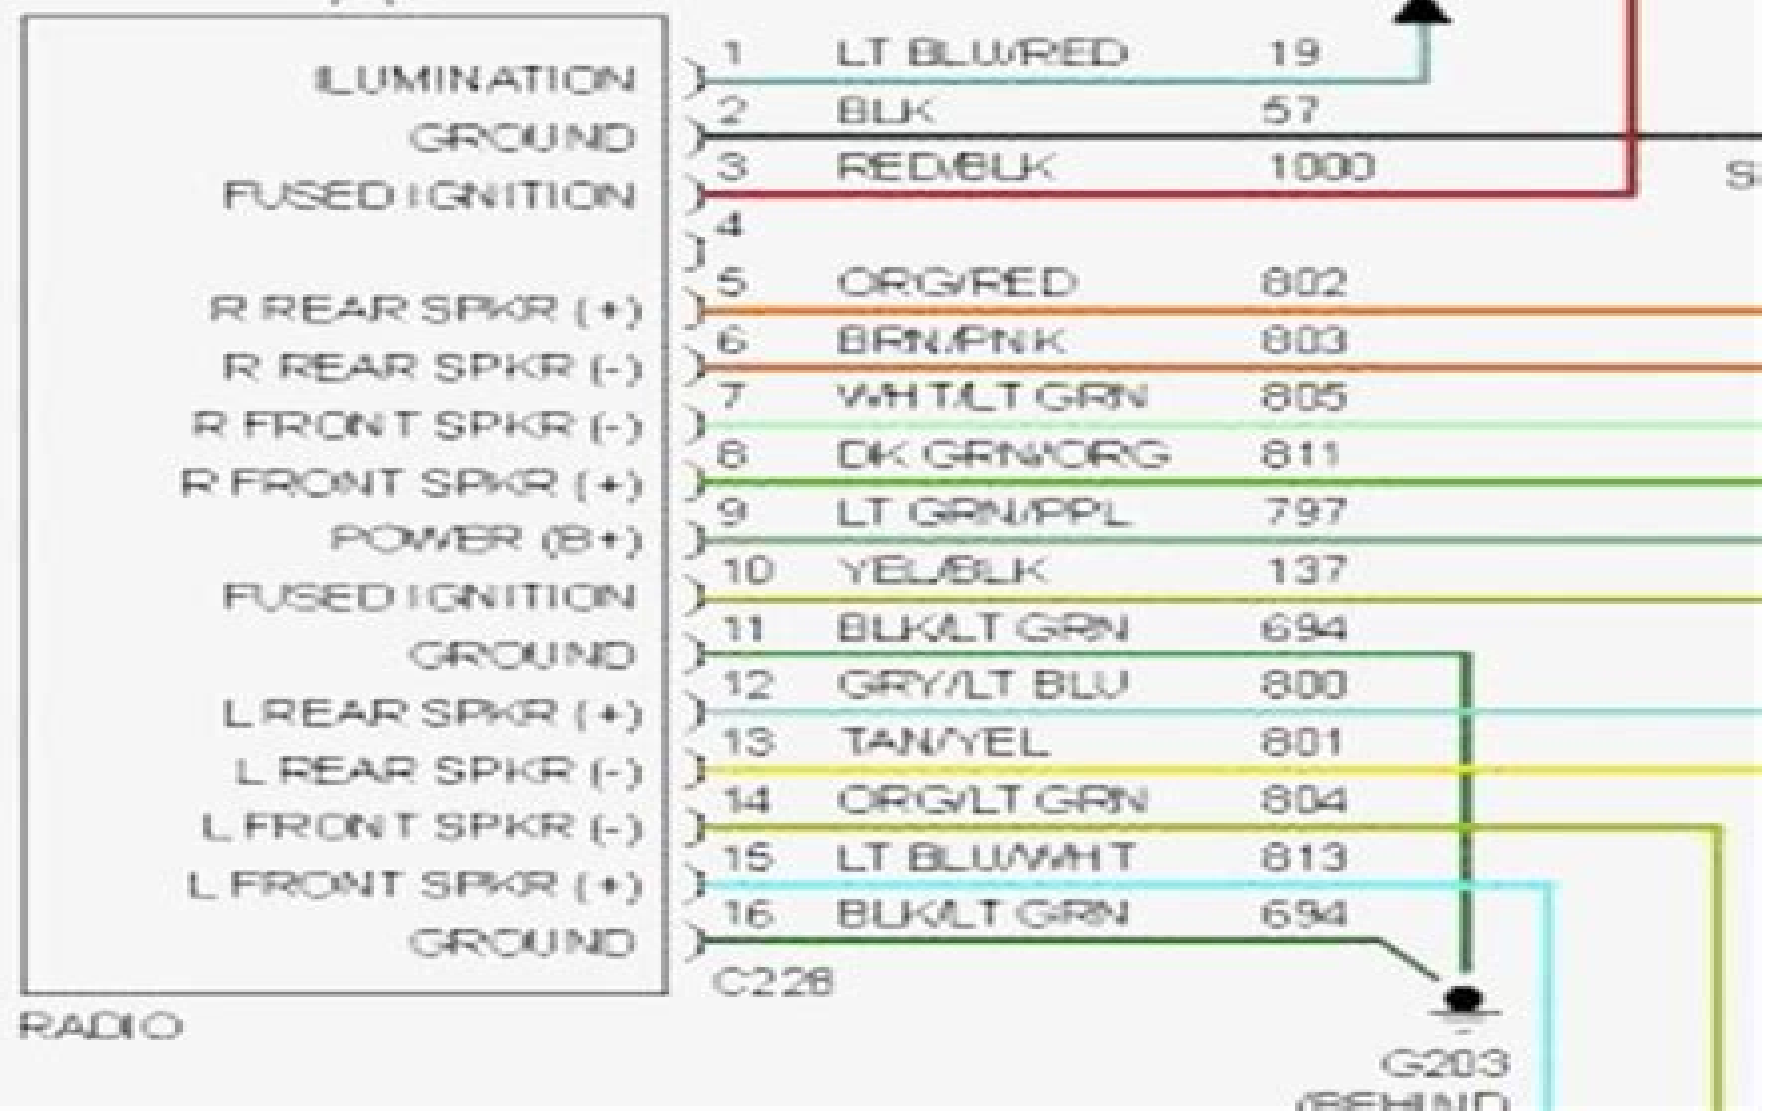 1 LT BLU/RED 19
ILUMINATION
2 BLK 57
GROUND
3 RED/BLK 1000
FUSED IGNITION
4
5 ORG/RED 802
R REAR SPKR (+)
6 BRN/PNK 803
R REAR SPKR (-)
7 WHT/LT GRN 805
R FRONT SPKR (-)
8 DK GRN/ORG 811
R FRONT SPKR (+)
9 LT GRN/PPL 797
POWER (B+)
10 YEL/BLK 137
FUSED IGNITION
11 BLK/LT GRN 694
GROUND
12 GRY/LT BLU 800
L REAR SPKR (+)
13 TAN/YEL 801
L REAR SPKR (-)
14 ORG/LT GRN 804
L FRONT SPKR (-)
15 LT BLU/WHT 813
L FRONT SPKR (+)
16 BLK/LT GRN 694
GROUND
C228
RADIO
G203
(BEHIND